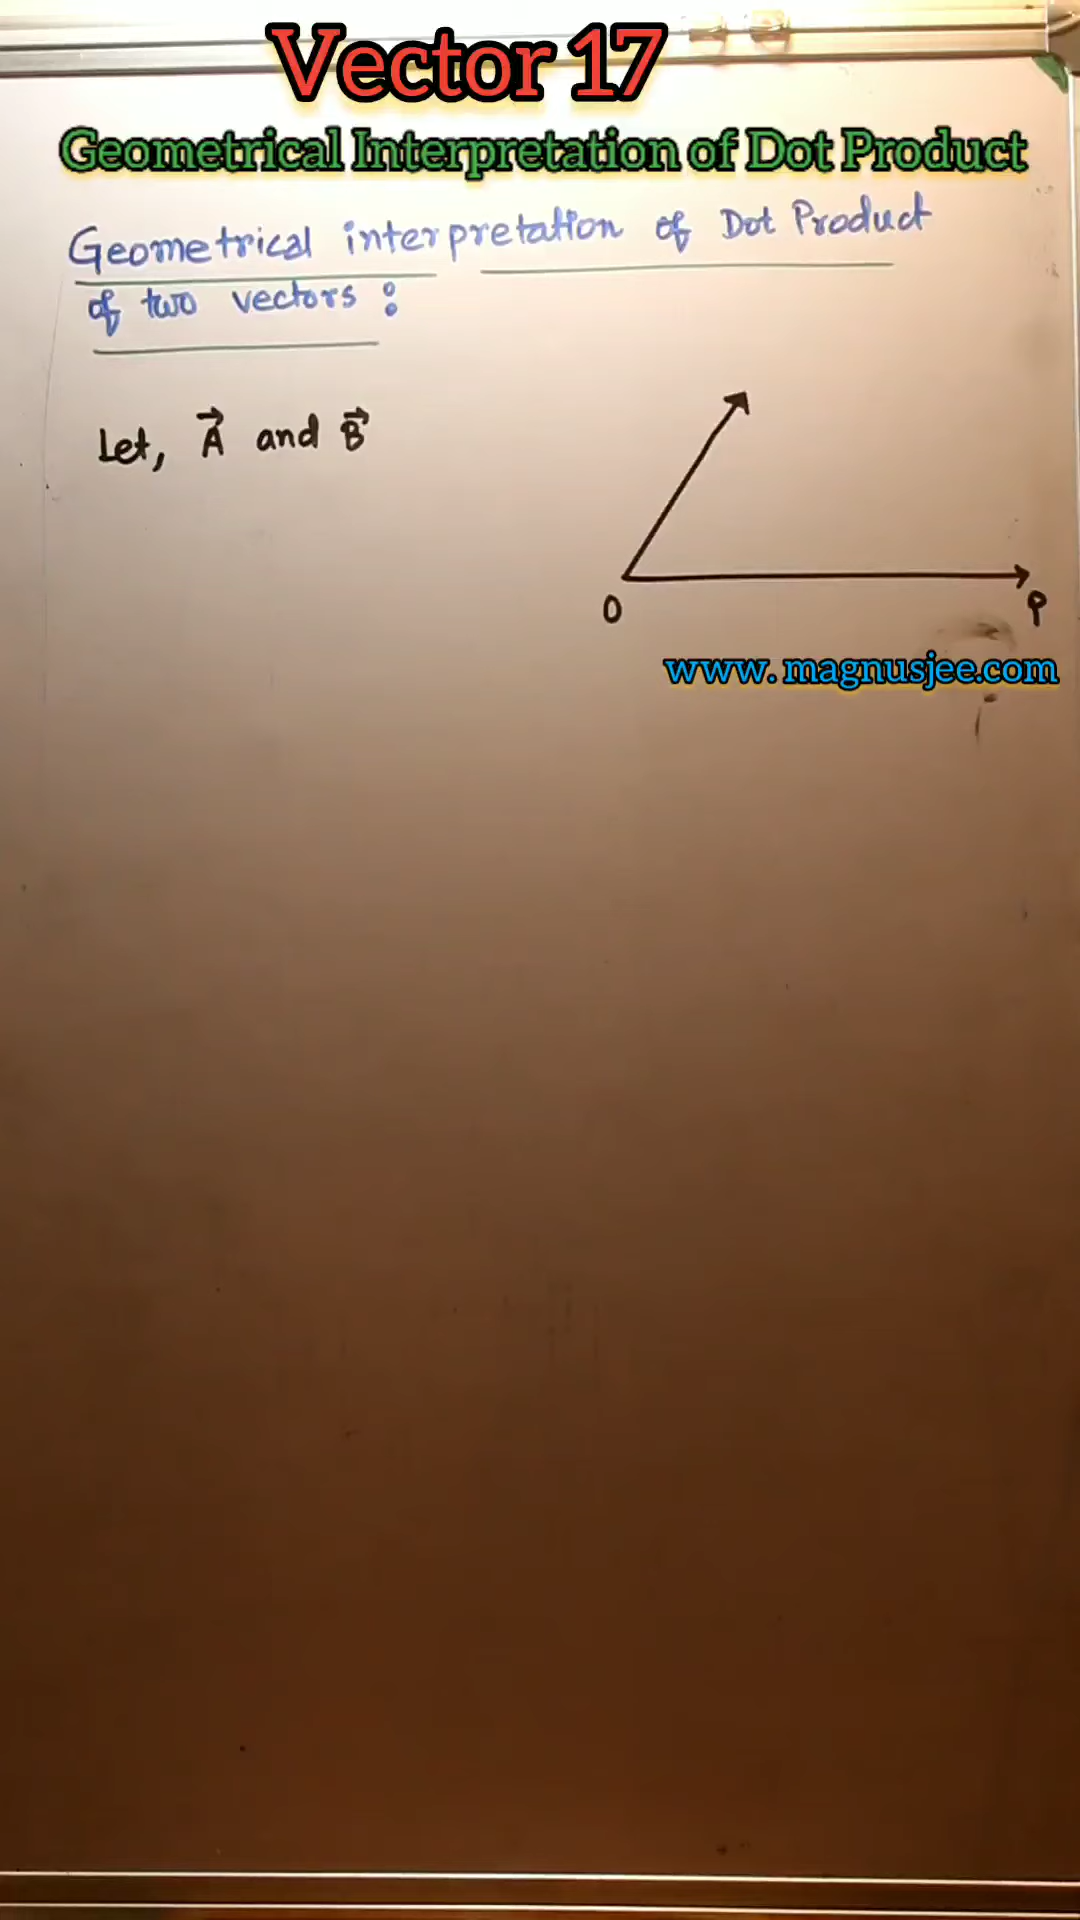 Vector 17
Geometrical Interpretation of Dot Product
Geometrical interpretation of Dot Product
of two vectors :
Let, A⃗ and B⃗
O
P
www. magnusjee.com